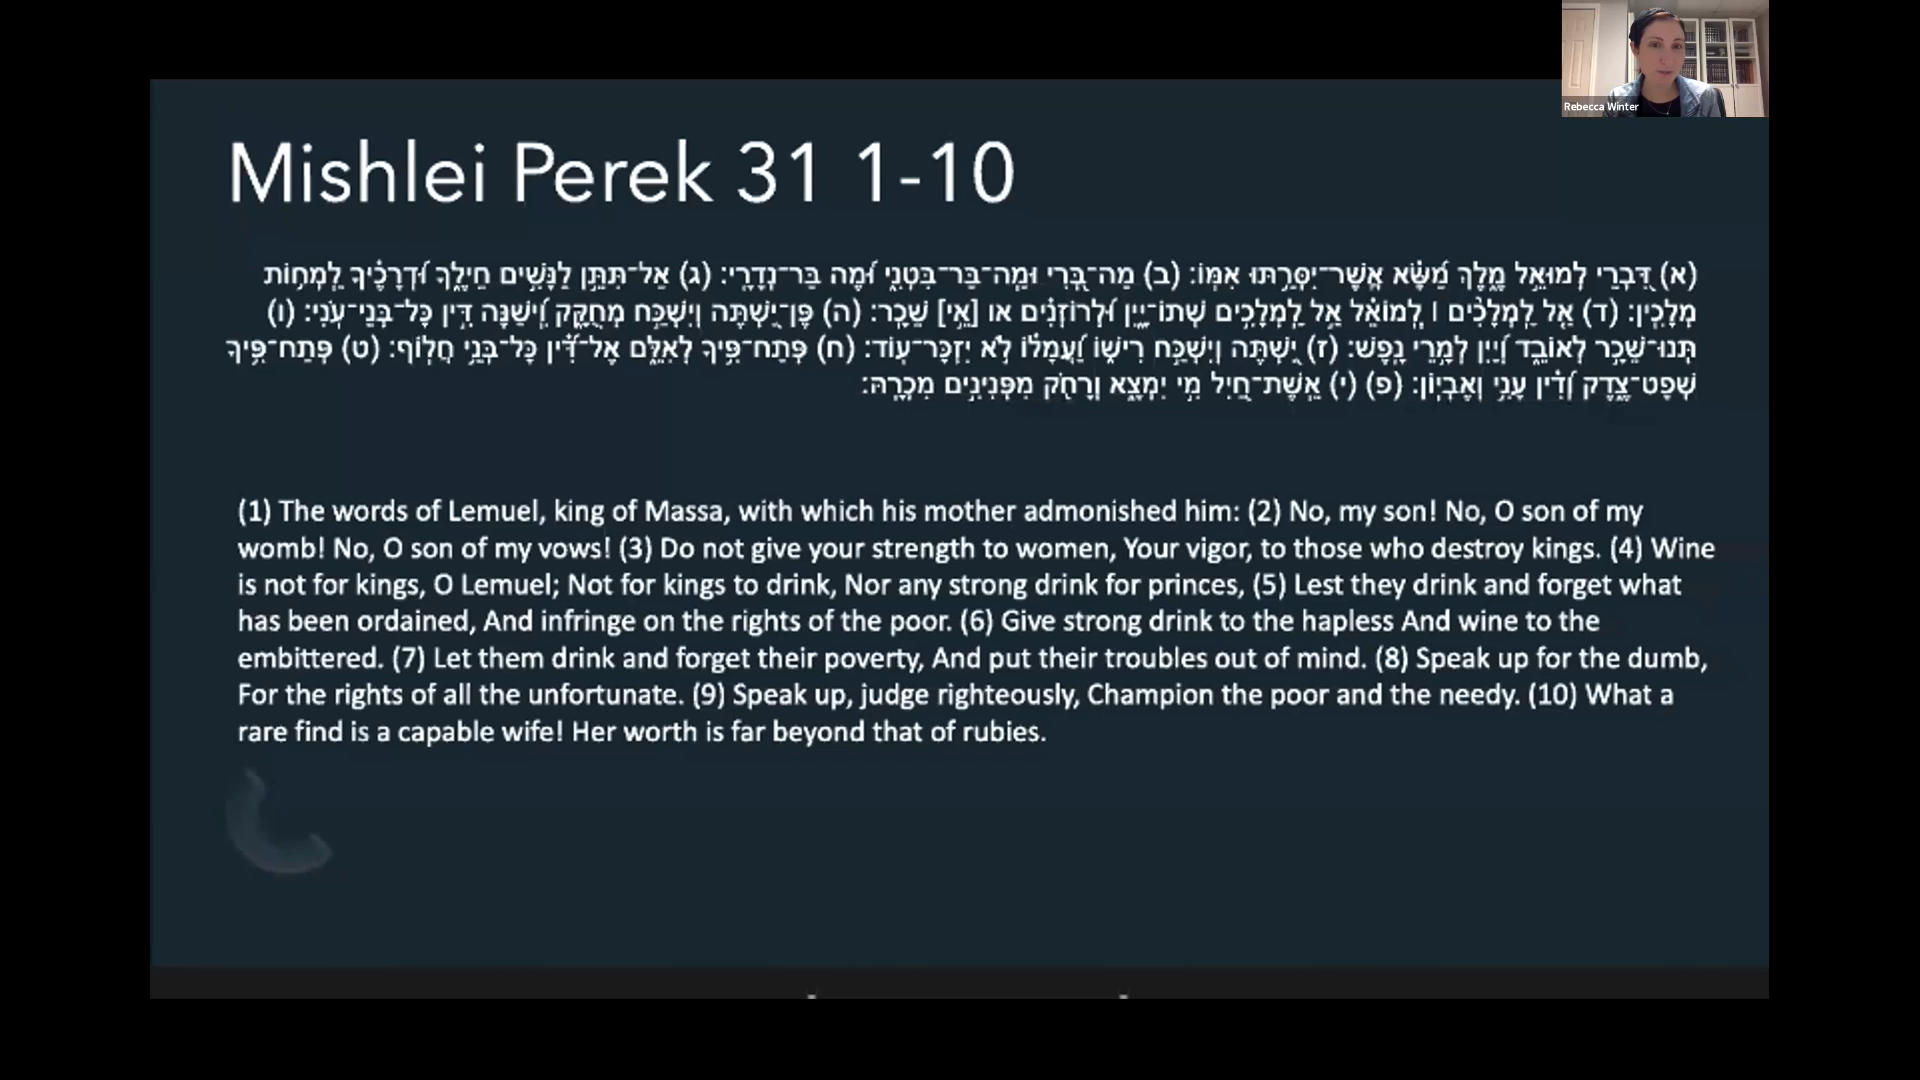 Rebecca Winter
Mishlei Perek 31 1-10
(א) דִּ֭בְרֵי לְמוּאֵ֣ל מֶ֑לֶךְ מַ֝שָּׂ֗א אֲֽשֶׁר־יִסְּרַ֥תּוּ אִמּֽוֹ׃ (ב) מַה־בְּ֭רִי וּמַֽה־בַּר־בִּטְנִ֑י וּ֝מֶה בַּר־נְדָרָֽי׃ (ג) אַל־תִּתֵּ֣ן לַנָּשִׁ֣ים חֵילֶ֑ךָ וּ֝דְרָכֶ֗יךָ לַֽמְח֥וֹת
מְלָכִֽין׃ (ד) אַ֤ל לַֽמְלָכִ֨ים ׀ לְֽמוֹאֵ֗ל אַ֣ל לַֽמְלָכִ֣ים שְׁתוֹ־יָ֑יִן וּ֝לְרוֹזְנִ֗ים או [אֵ֣י] שֵׁכָֽר׃ (ה) פֶּן־יִ֭שְׁתֶּה וְיִשְׁכַּ֣ח מְחֻקָּ֑ק וִֽ֝ישַׁנֶּה דִּ֣ין כׇּל־בְּנֵי־עֹֽנִי׃ (ו)
תְּנוּ־שֵׁכָ֣ר לְאוֹבֵ֑ד וְ֝יַ֗יִן לְמָ֣רֵי נָֽפֶשׁ׃ (ז) יִ֭שְׁתֶּה וְיִשְׁכַּ֣ח רִישׁ֑וֹ וַ֝עֲמָל֗וֹ לֹ֣א יִזְכׇּר־עֽוֹד׃ (ח) פְּתַח־פִּ֥יךָ לְאִלֵּ֑ם אֶל־דִּ֝֗ין כׇּל־בְּנֵ֥י חֲלֽוֹף׃ (ט) פְּתַח־פִּ֥יךָ
שְׁפׇט־צֶ֑דֶק וְ֝דִ֗ין עָנִ֥י וְאֶבְיֽוֹן׃ (פ) (י) אֵֽשֶׁת־חַ֭יִל מִ֣י יִמְצָ֑א וְרָחֹ֖ק מִפְּנִינִ֣ים מִכְרָֽהּ׃
(1) The words of Lemuel, king of Massa, with which his mother admonished him: (2) No, my son! No, O son of my
womb! No, O son of my vows! (3) Do not give your strength to women, Your vigor, to those who destroy kings. (4) Wine
is not for kings, O Lemuel; Not for kings to drink, Nor any strong drink for princes, (5) Lest they drink and forget what
has been ordained, And infringe on the rights of the poor. (6) Give strong drink to the hapless And wine to the
embittered. (7) Let them drink and forget their poverty, And put their troubles out of mind. (8) Speak up for the dumb,
For the rights of all the unfortunate. (9) Speak up, judge righteously, Champion the poor and the needy. (10) What a
rare find is a capable wife! Her worth is far beyond that of rubies.